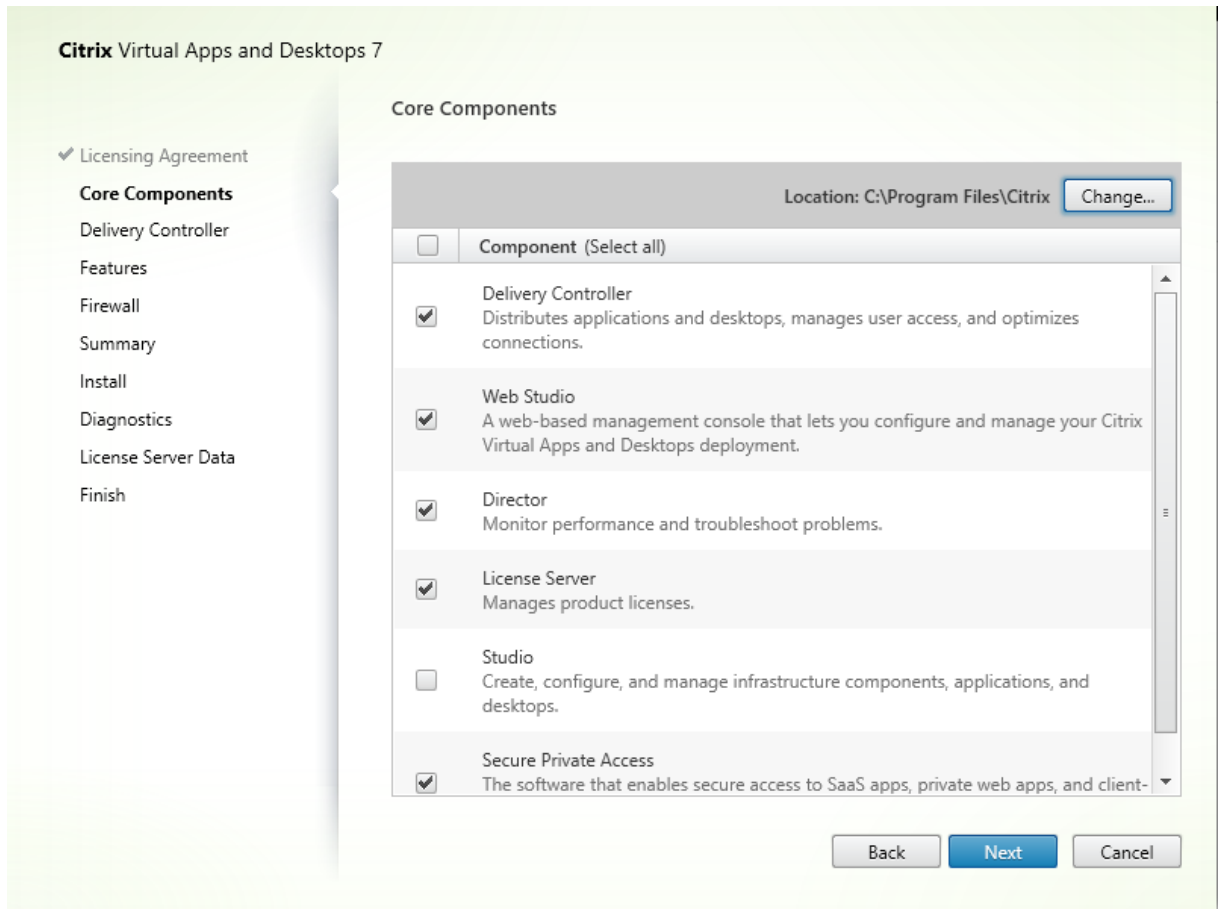 Citrix Virtual Apps and Desktops 7
Core Components
Licensing Agreement
Core Components
Delivery Controller
Features
Firewall
Summary
Install
Diagnostics
License Server Data
Finish
Location: C:\Program Files\Citrix Change...
Component (Select all)
Delivery Controller
Distributes applications and desktops, manages user access, and optimizes
connections.
Web Studio
A web-based management console that lets you configure and manage your Citrix
Virtual Apps and Desktops deployment.
Director
Monitor performance and troubleshoot problems.
License Server
Manages product licenses.
Studio
Create, configure, and manage infrastructure components, applications, and
desktops.
Secure Private Access
The software that enables secure access to SaaS apps, private web apps, and client-
Back Next Cancel